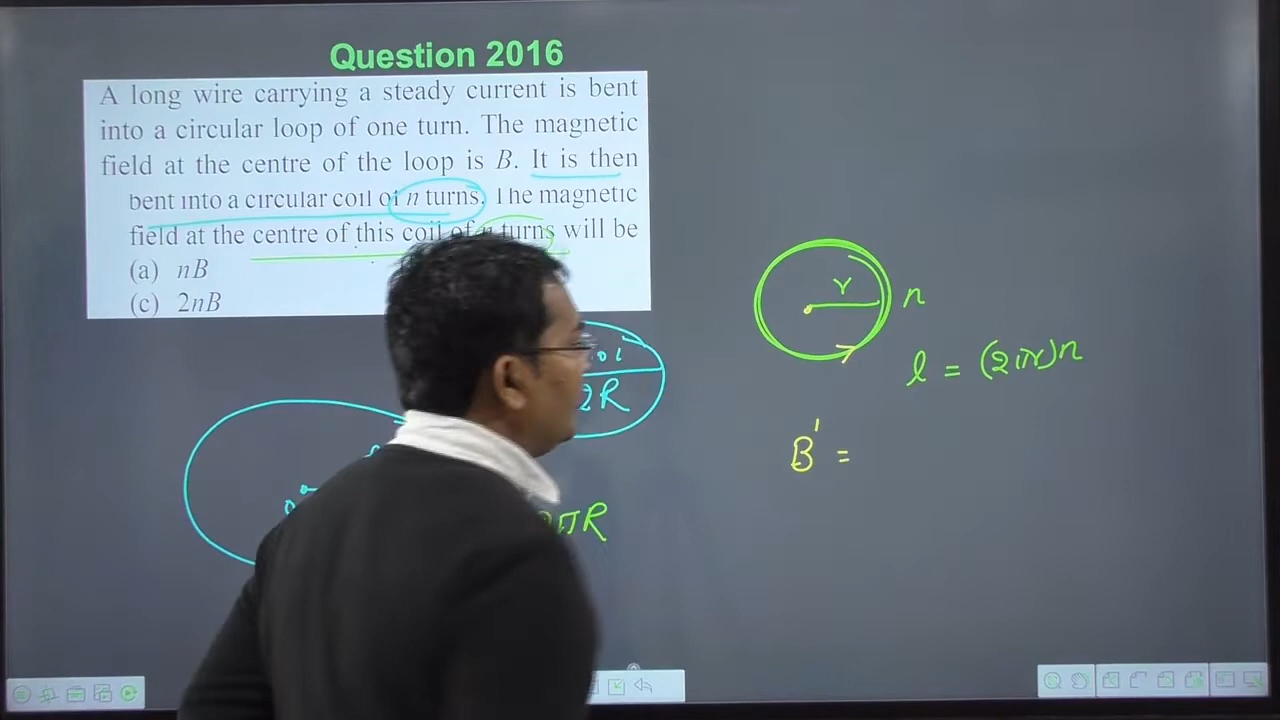 Question 2016
A long wire carrying a steady current is bent
into a circular loop of one turn. The magnetic
field at the centre of the loop is B. It is then
bent into a circular coil of n turns. The magnetic
field at the centre of this coil of n turns will be
(a) nB
(c) 2nB
2R
πR
r
n
l = (2πr)n
B' =